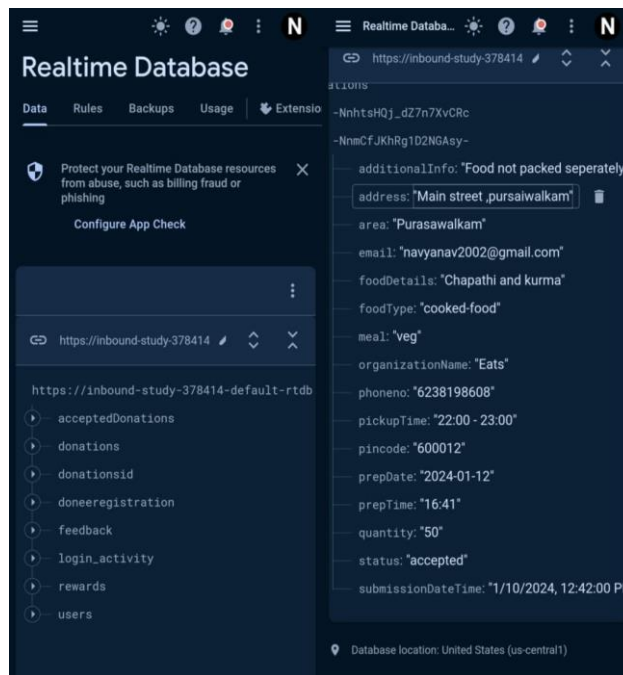 N
Realtime Database
Data Rules Backups Usage Extensio
Protect your Realtime Database resources
from abuse, such as billing fraud or
phishing
Configure App Check
https://inbound-study-378414
https://inbound-study-378414-default-rtdb
acceptedDonations
donations
donationsid
doneeregistration
feedback
login_activity
rewards
users
Realtime Databa... N
https://inbound-study-378414
ations
-NnhtsHQj_dZ7n7XvCRc
-NnmCfJKhRg1D2NGAsy-
additionalInfo: "Food not packed seperately
address: "Main street ,pursaiwalkam"
area: "Purasawalkam"
email: "navyanav2002@gmail.com"
foodDetails: "Chapathi and kurma"
foodType: "cooked-food"
meal: "veg"
organizationName: "Eats"
phoneno: "6238198608"
pickupTime: "22:00 - 23:00"
pincode: "600012"
prepDate: "2024-01-12"
prepTime: "16:41"
quantity: "50"
status: "accepted"
submissionDateTime: "1/10/2024, 12:42:00 P
Database location: United States (us-central1)